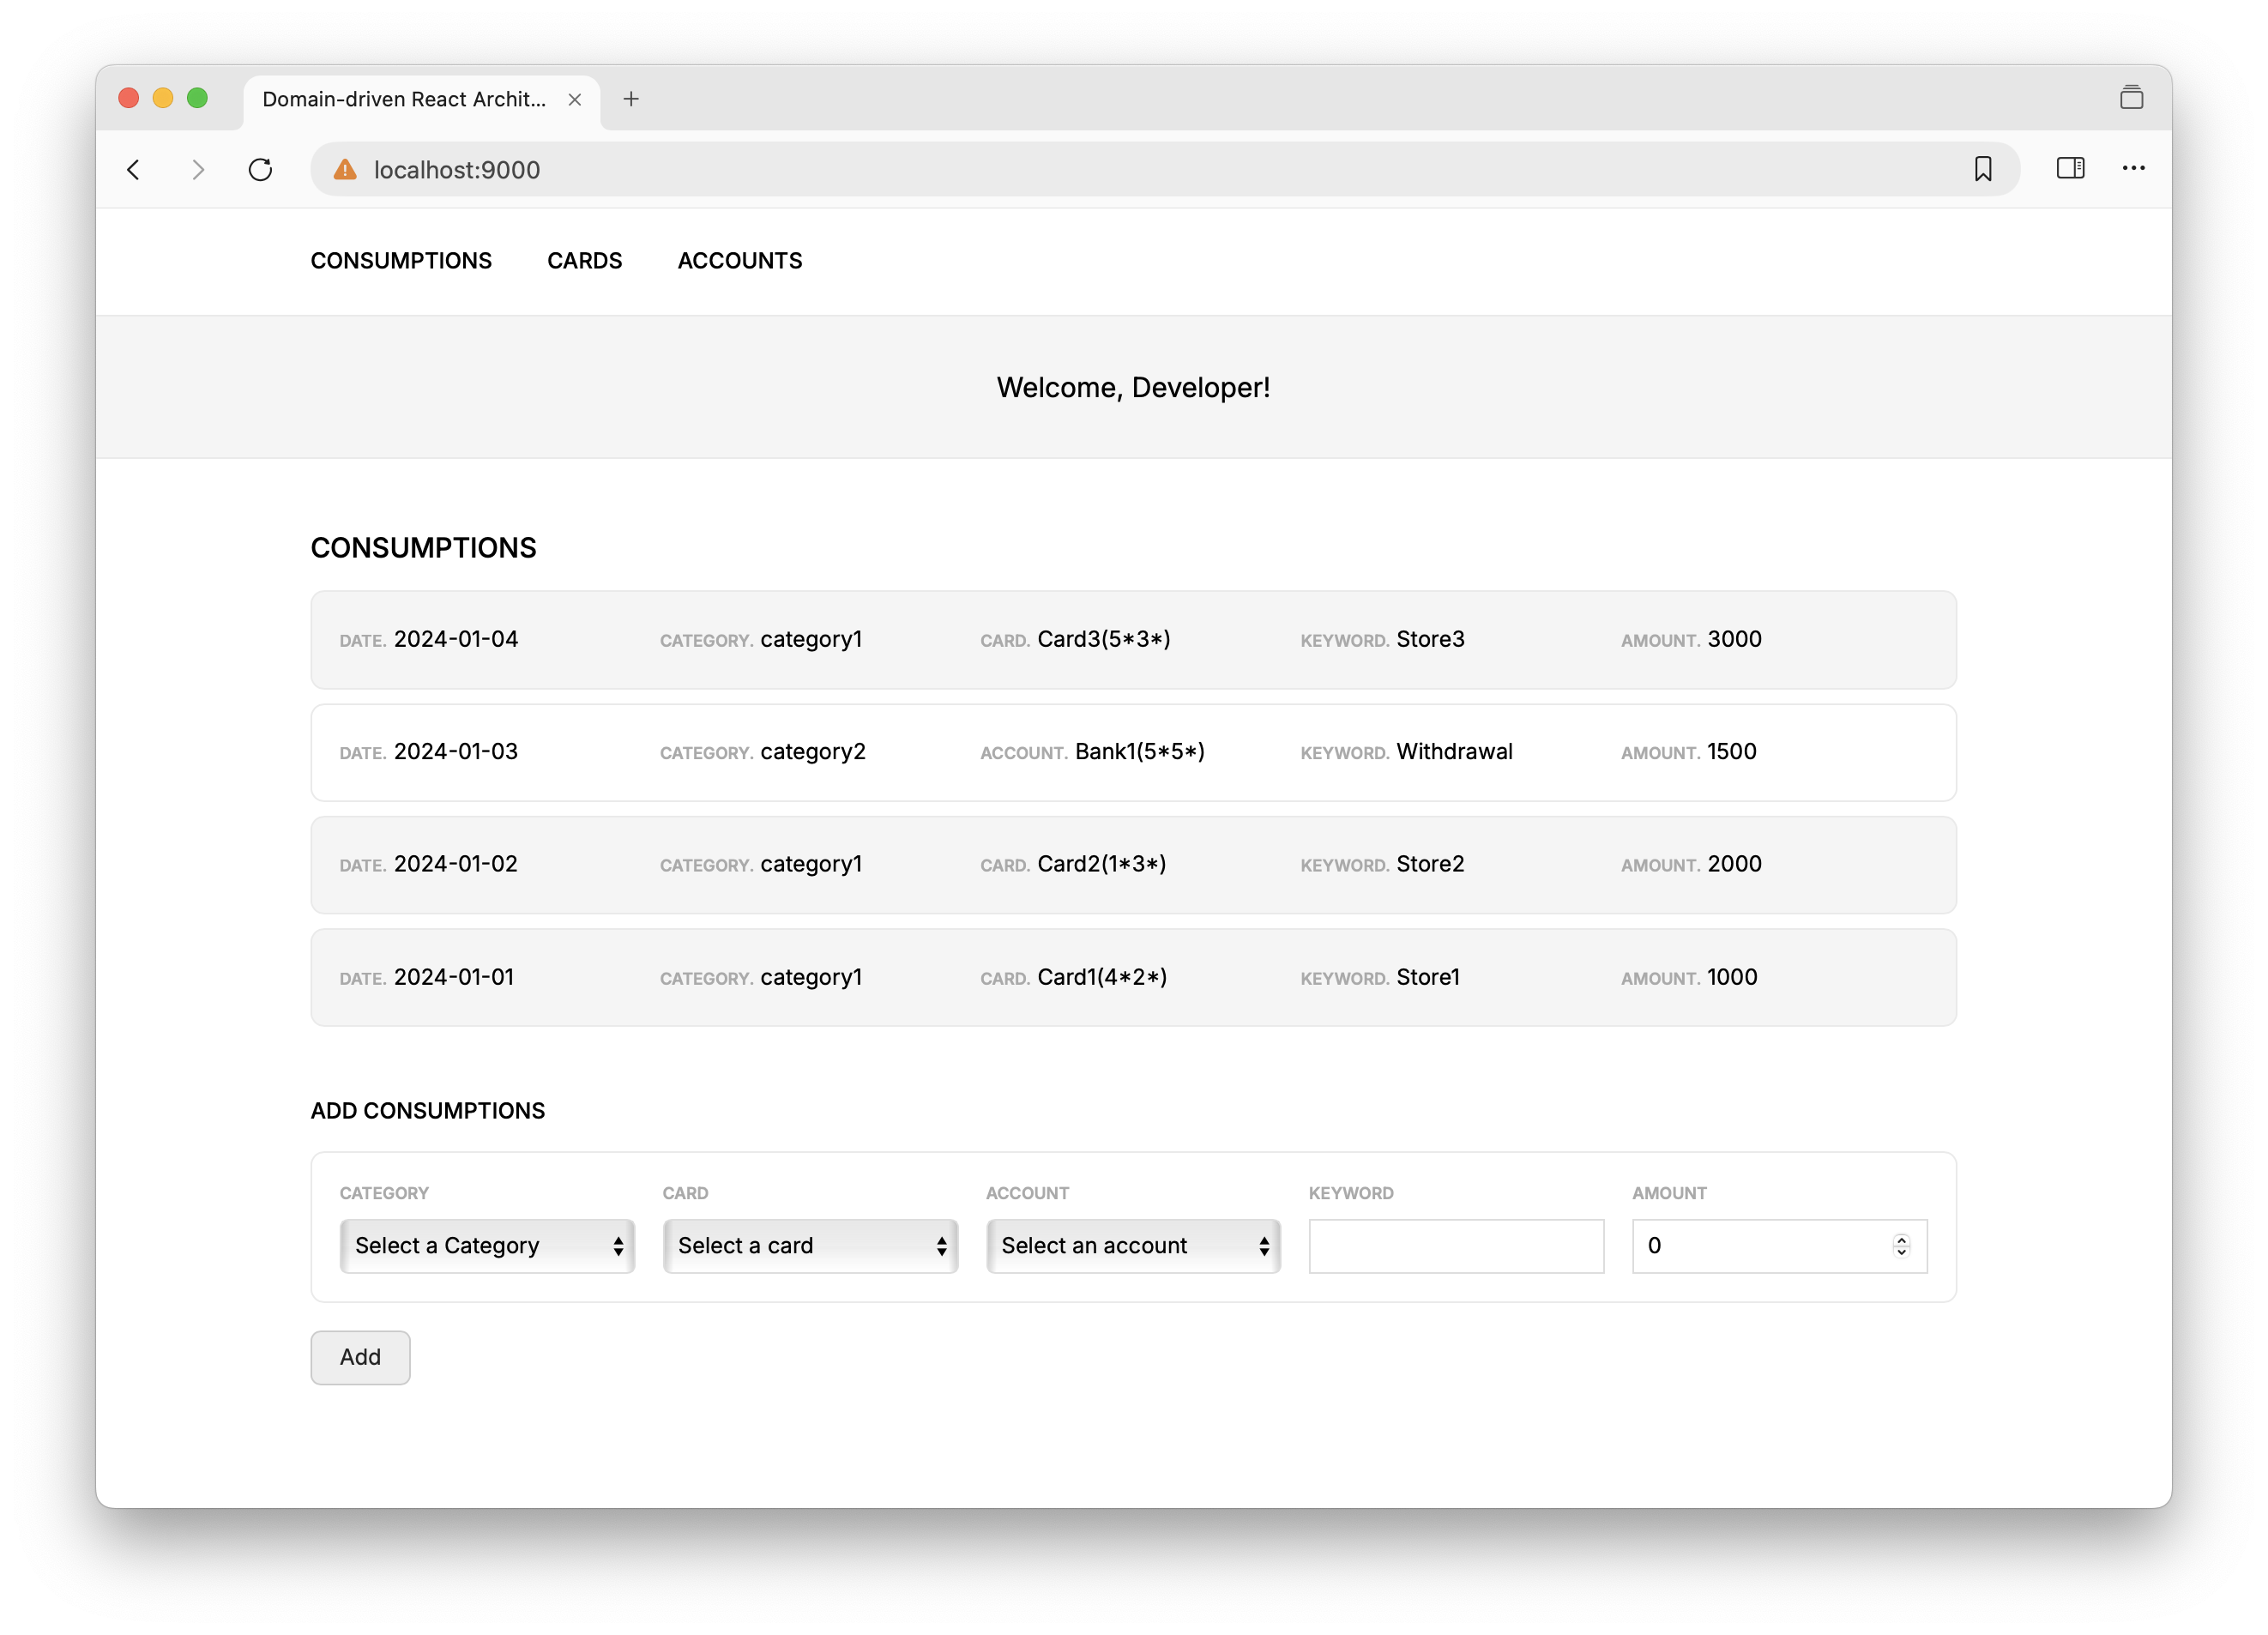 Domain-driven React Archit...
localhost:9000
CONSUMPTIONS CARDS ACCOUNTS
Welcome, Developer!
CONSUMPTIONS
DATE. 2024-01-04 CATEGORY. category1 CARD. Card3(5*3*) KEYWORD. Store3 AMOUNT. 3000
DATE. 2024-01-03 CATEGORY. category2 ACCOUNT. Bank1(5*5*) KEYWORD. Withdrawal AMOUNT. 1500
DATE. 2024-01-02 CATEGORY. category1 CARD. Card2(1*3*) KEYWORD. Store2 AMOUNT. 2000
DATE. 2024-01-01 CATEGORY. category1 CARD. Card1(4*2*) KEYWORD. Store1 AMOUNT. 1000
ADD CONSUMPTIONS
CATEGORY CARD ACCOUNT KEYWORD AMOUNT
Select a Category Select a card Select an account 0
Add